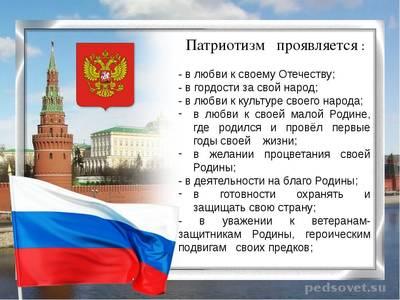 Патриотизм проявляется :
- в любви к своему Отечеству;
- в гордости за свой народ;
- в любви к культуре своего народа;
- в любви к своей малой Родине,
где родился и провёл первые
годы своей жизни;
- в желании процветания своей
Родины;
- в деятельности на благо Родины;
- в готовности охранять и
защищать свою страну;
- в уважении к ветеранам-
защитникам Родины, героическим
подвигам своих предков;
pedsovet.su